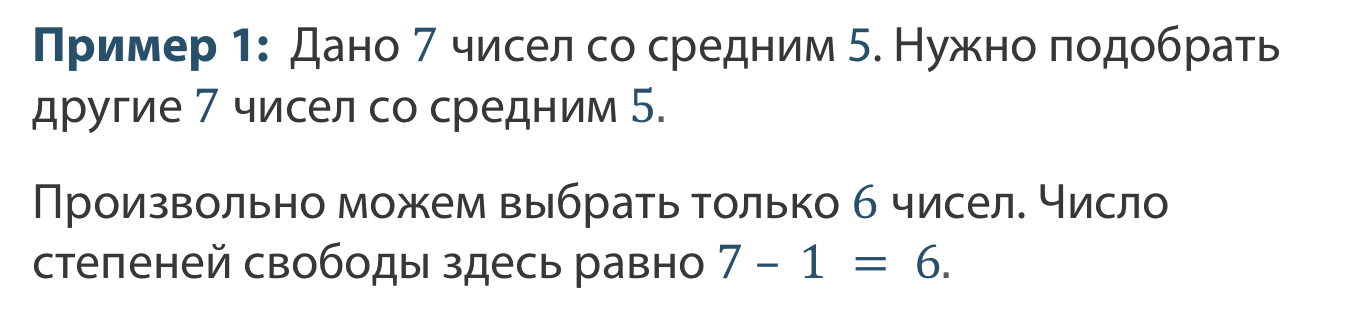 Пример 1: Дано 7 чисел со средним 5. Нужно подобрать
другие 7 чисел со средним 5.
Произвольно можем выбрать только 6 чисел. Число
степеней свободы здесь равно 7 – 1 = 6.